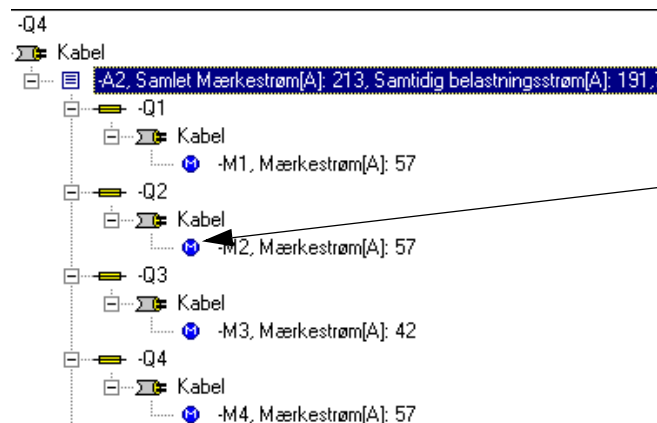 -Q4
Kabel
-A2, Samlet Mærkestrøm[A]: 213, Samtidig belastningsstrøm[A]: 191,
-Q1
Kabel
-M1, Mærkestrøm[A]: 57
-Q2
Kabel
-M2, Mærkestrøm[A]: 57
-Q3
Kabel
-M3, Mærkestrøm[A]: 42
-Q4
Kabel
-M4, Mærkestrøm[A]: 57